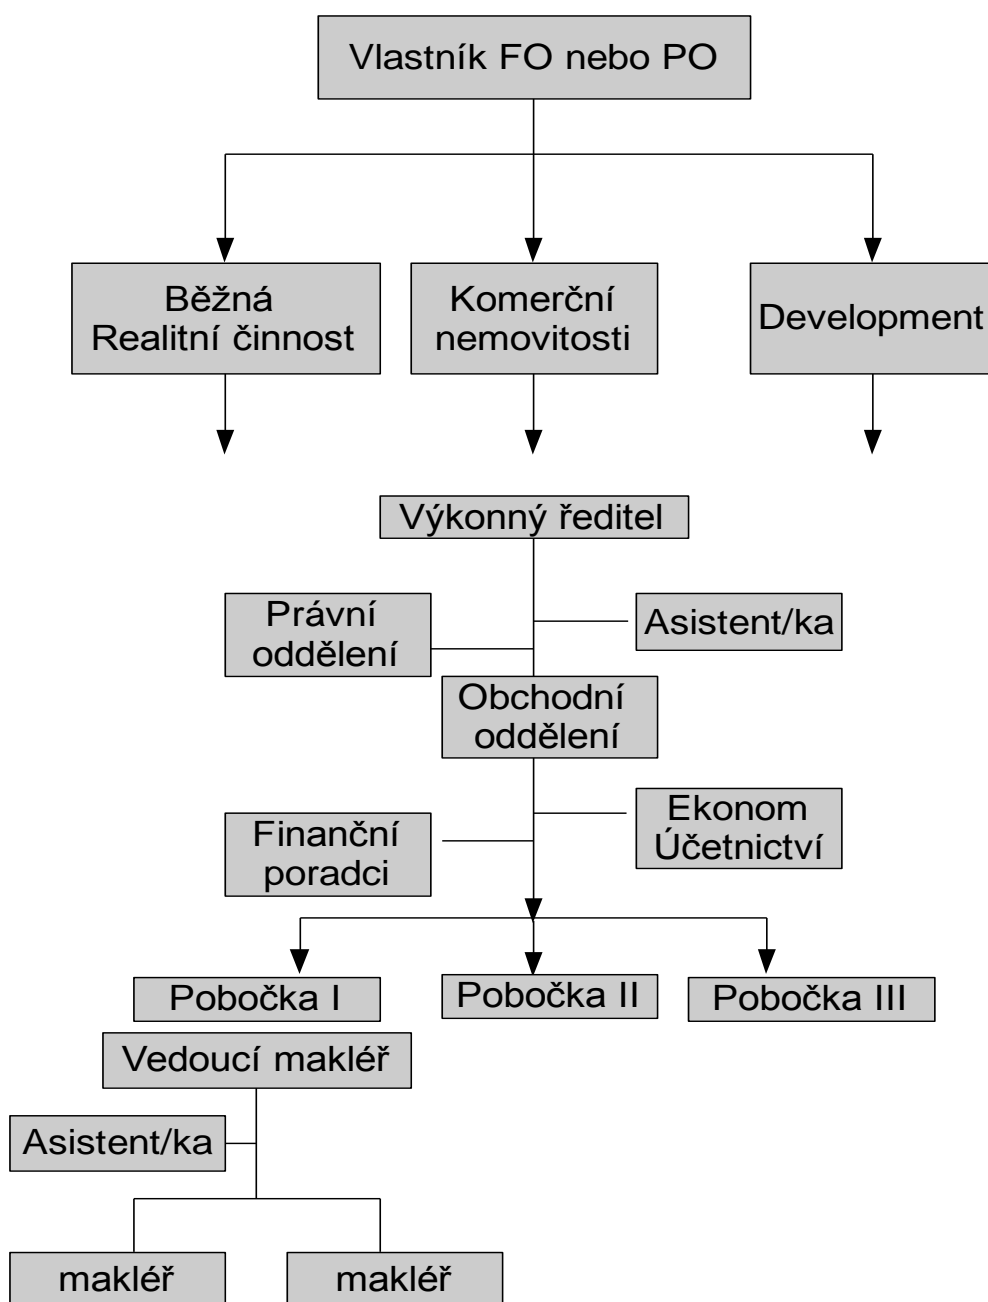 Vlastník FO nebo PO
Běžná
Realitní činnost
Komerční
nemovitosti
Development
Výkonný ředitel
Právní
oddělení
Asistent/ka
Obchodní
oddělení
Finanční
poradci
Ekonom
Účetnictví
Pobočka I
Pobočka II
Pobočka III
Vedoucí makléř
Asistent/ka
makléř
makléř